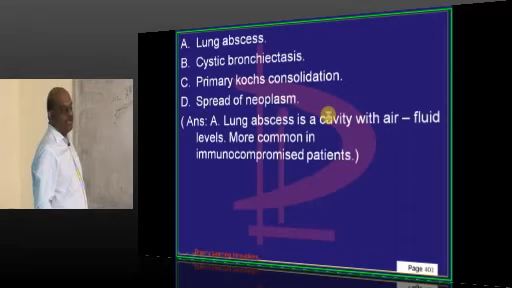 A. Lung abscess.
B. Cystic bronchiectasis.
C. Primary kochs consolidation.
D. Spread of neoplasm.
( Ans: A. Lung abscess is a cavity with air – fluid
levels. More common in
immunocompromised patients.)
Page 401